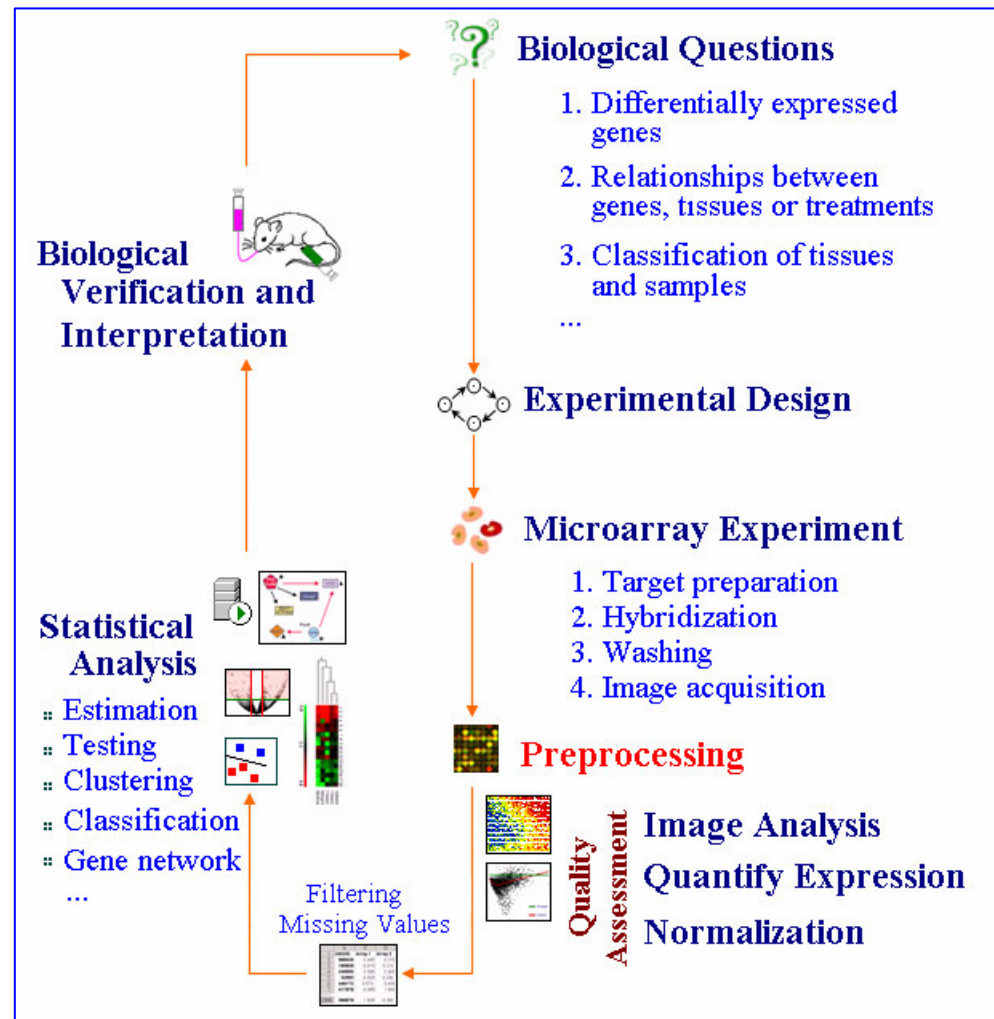 Biological Questions
1. Differentially expressed
genes
2. Relationships between
genes, tissues or treatments
3. Classification of tissues
and samples
...
Experimental Design
Microarray Experiment
1. Target preparation
2. Hybridization
3. Washing
4. Image acquisition
Preprocessing
Quality
Assessment
Image Analysis
Quantify Expression
Normalization
Filtering
Missing Values
Statistical
Analysis
Estimation
Testing
Clustering
Classification
Gene network
...
Biological
Verification and
Interpretation